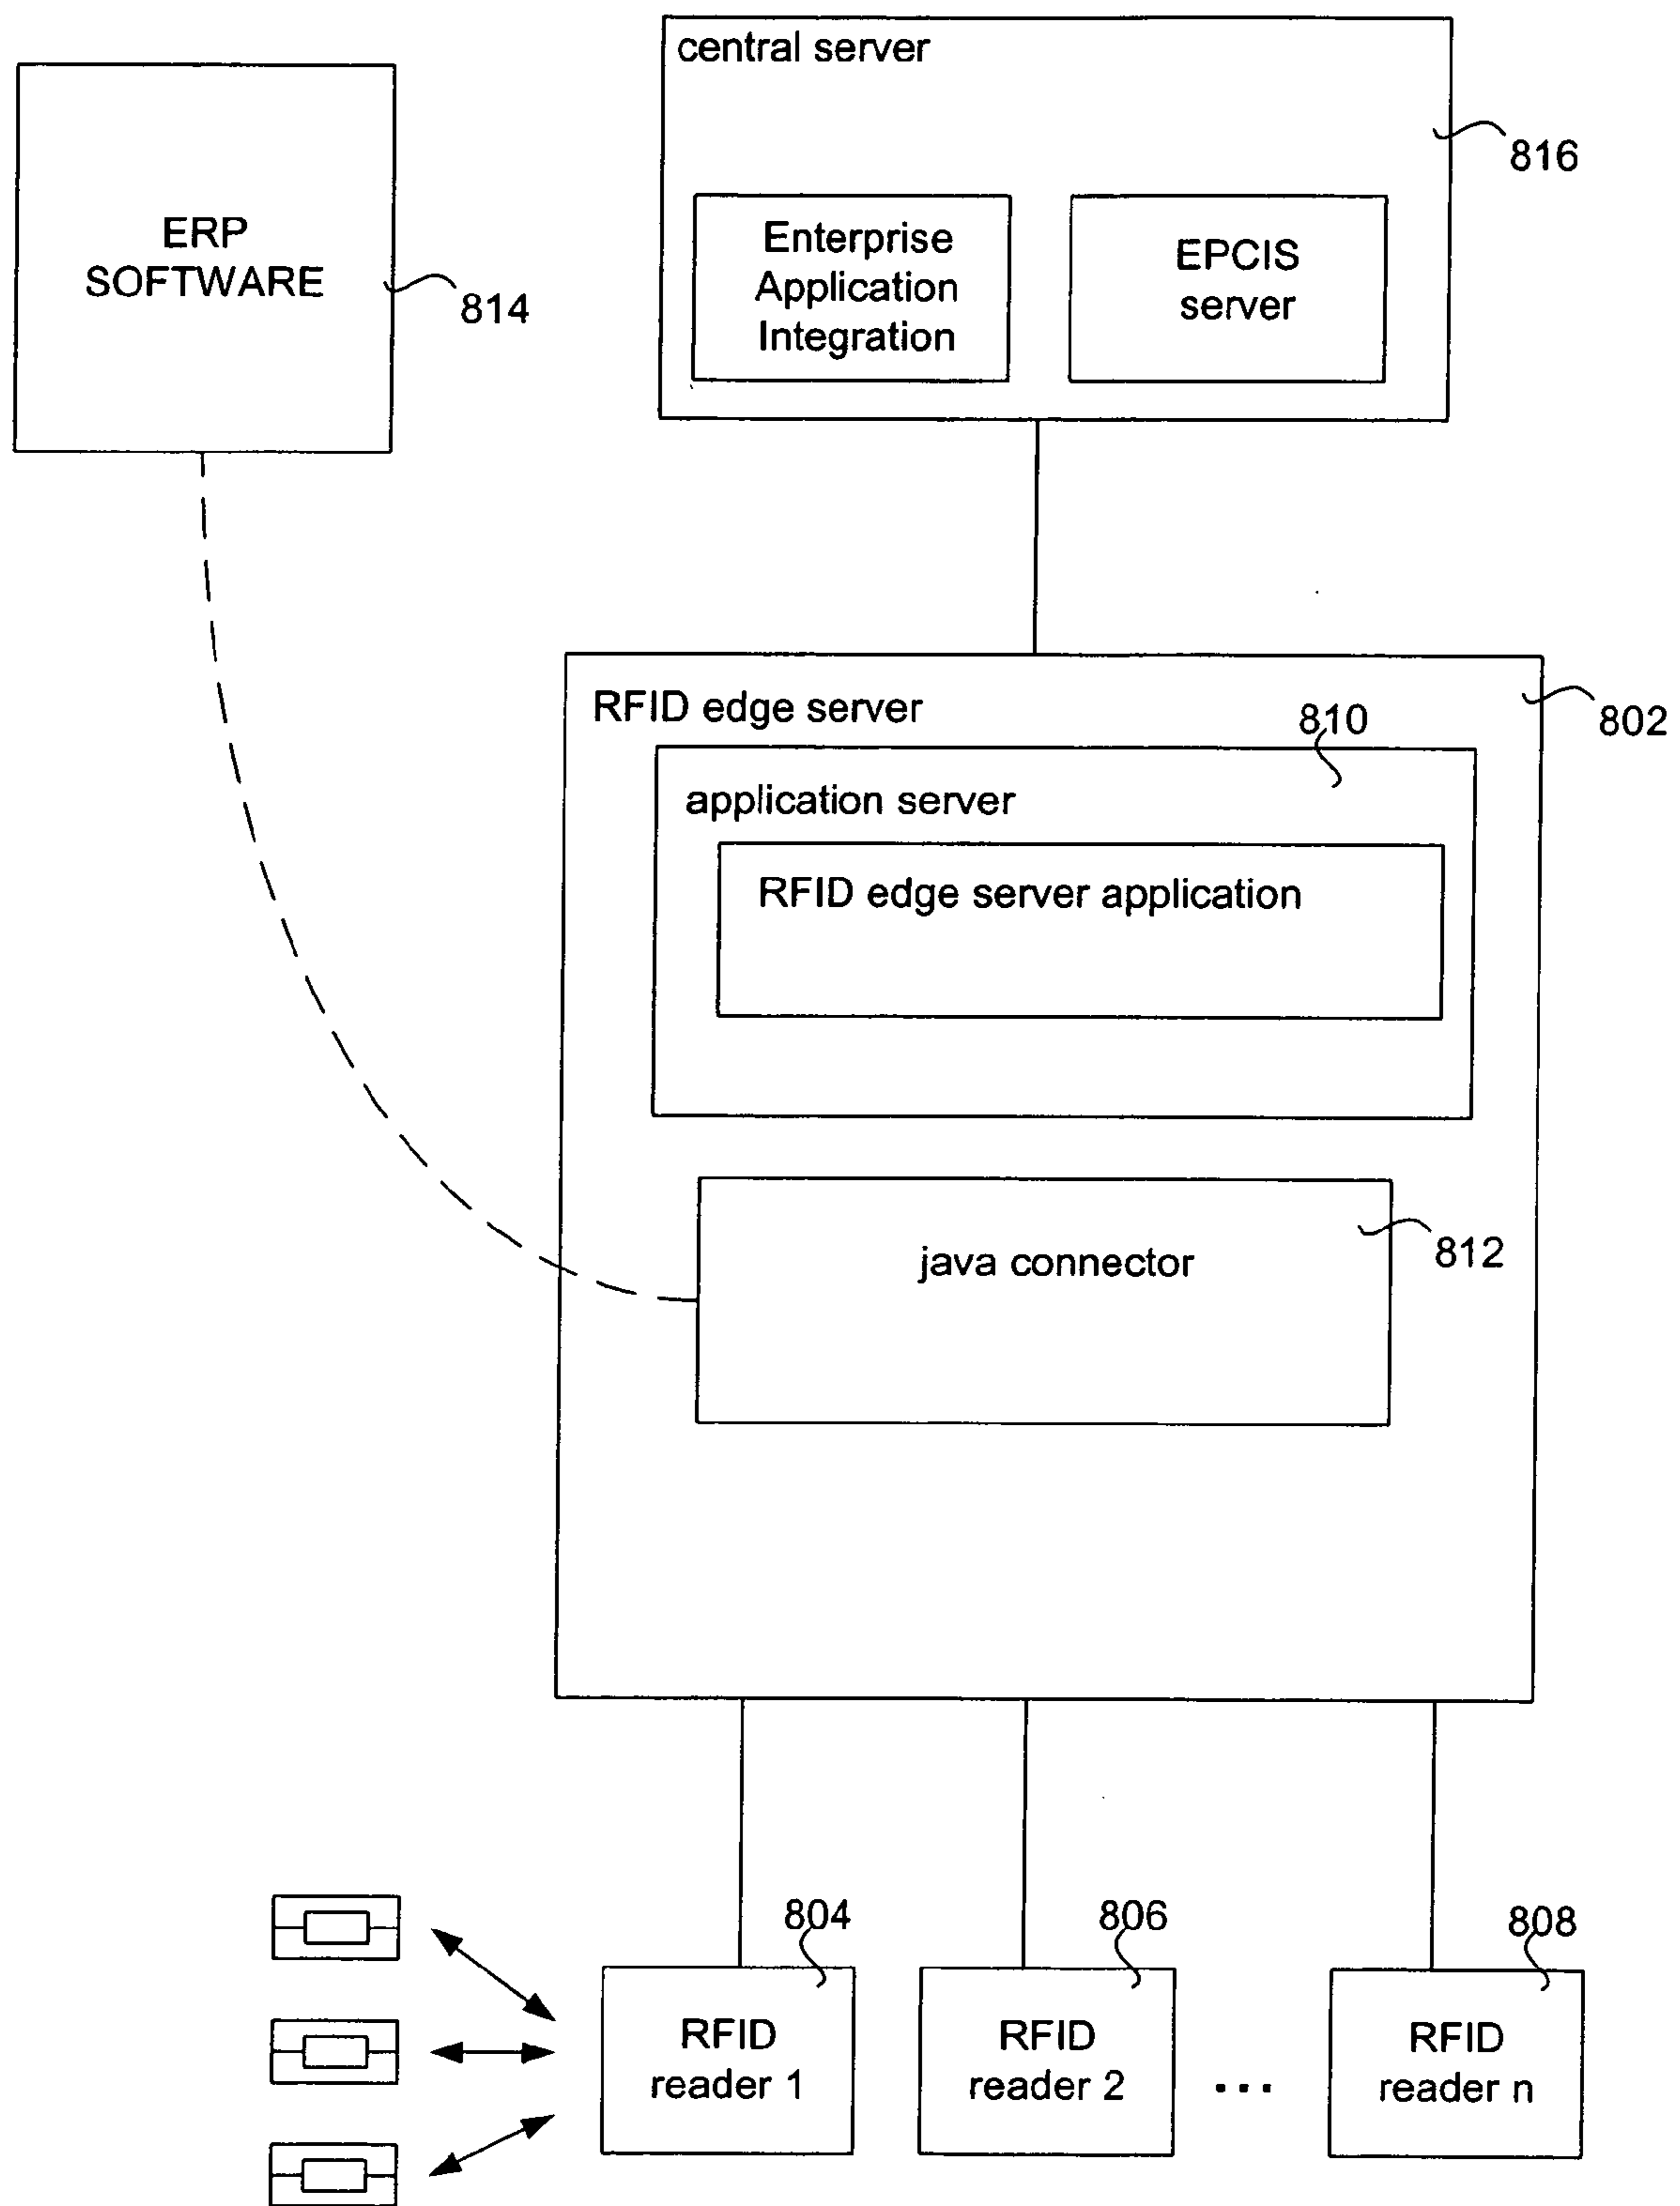 central server
816
Enterprise
Application
Integration
EPCIS
server
ERP
SOFTWARE
814
RFID edge server
802
810
application server
RFID edge server application
java connector
812
804
806
808
RFID
reader 1
RFID
reader 2
...
RFID
reader n